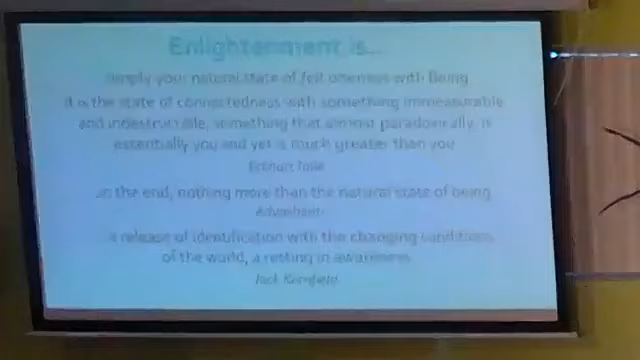 Enlightenment is...
simply your natural state of felt oneness with Being
it is the state of connectedness with something immeasurable
and indestructible, something that almost paradoxically, is
essentially you and yet is much greater than you
Eckhart Tolle
in the end, nothing more than the natural state of being
Adyashanti
a release of identification with the changing conditions
of the world, a resting in awareness
Jack Kornfield